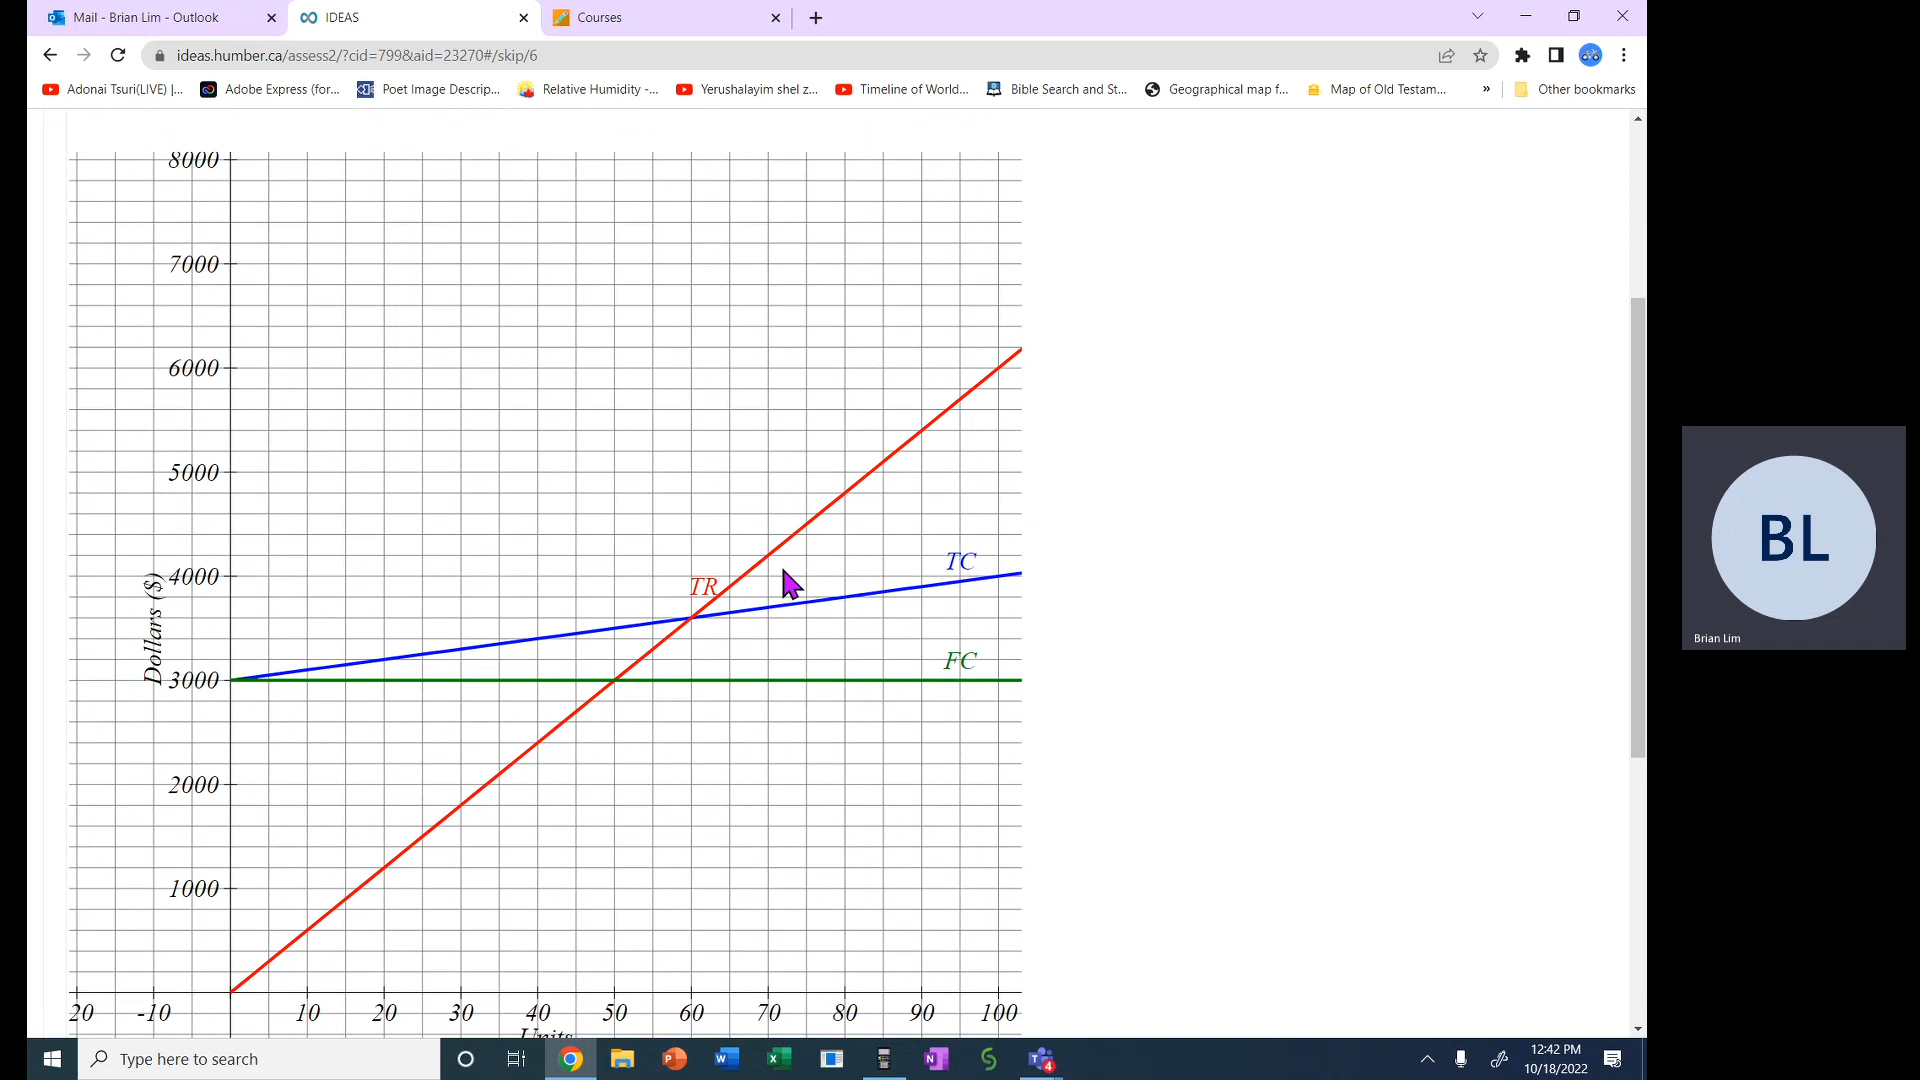 Mail - Brian Lim - Outlook
IDEAS
Courses
ideas.humber.ca/assess2/?cid=799&aid=23270#/skip/6
Adonai Tsuri(LIVE) |...
Adobe Express (for...
Poet Image Descrip...
Relative Humidity -...
Yerushalayim shel z...
Timeline of World...
Bible Search and St...
Geographical map f...
Map of Old Testam...
»
Other bookmarks
8000
7000
6000
5000
4000
3000
2000
1000
Dollars ($)
TR
TC
FC
20 -10 10 20 30 40 50 60 70 80 90 100
Units
BL
Brian Lim
Type here to search
4
12:42 PM
10/18/2022